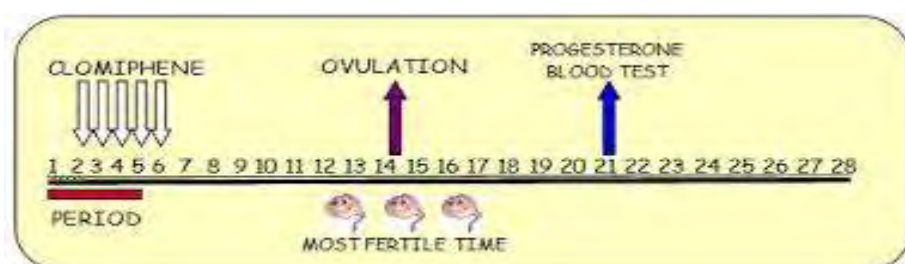 PROGESTERONE
CLOMIPHENE OVULATION BLOOD TEST
1 2 3 4 5 6 7 8 9 10 11 12 13 14 15 16 17 18 19 20 21 22 23 24 25 26 27 28
PERIOD
MOST FERTILE TIME